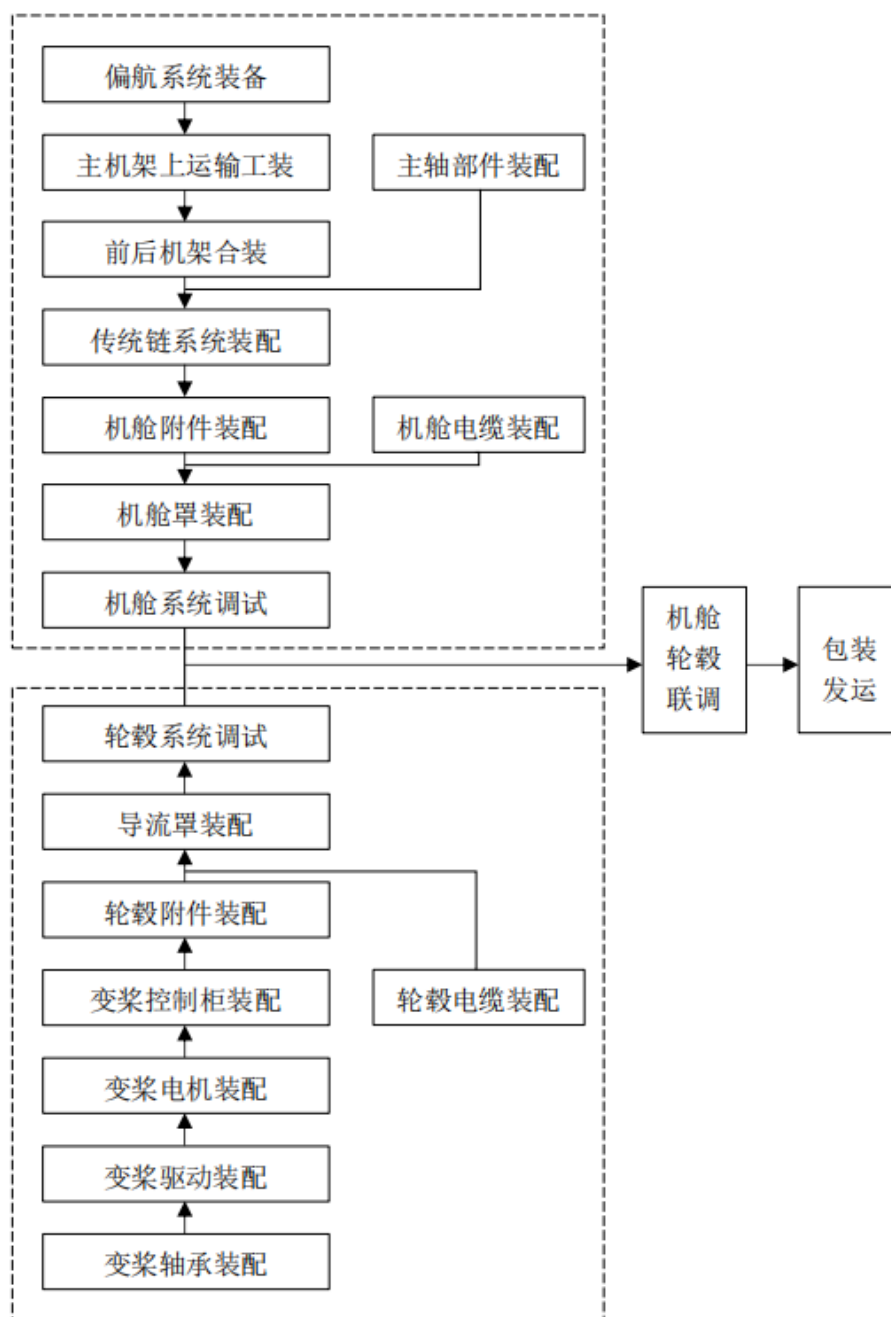 偏航系统装备
主机架上运输工装
主轴部件装配
前后机架合装
传统链系统装配
机舱附件装配
机舱电缆装配
机舱罩装配
机舱系统调试
机舱
轮毂
联调
包装
发运
轮毂系统调试
导流罩装配
轮毂附件装配
变桨控制柜装配
轮毂电缆装配
变桨电机装配
变桨驱动装配
变桨轴承装配